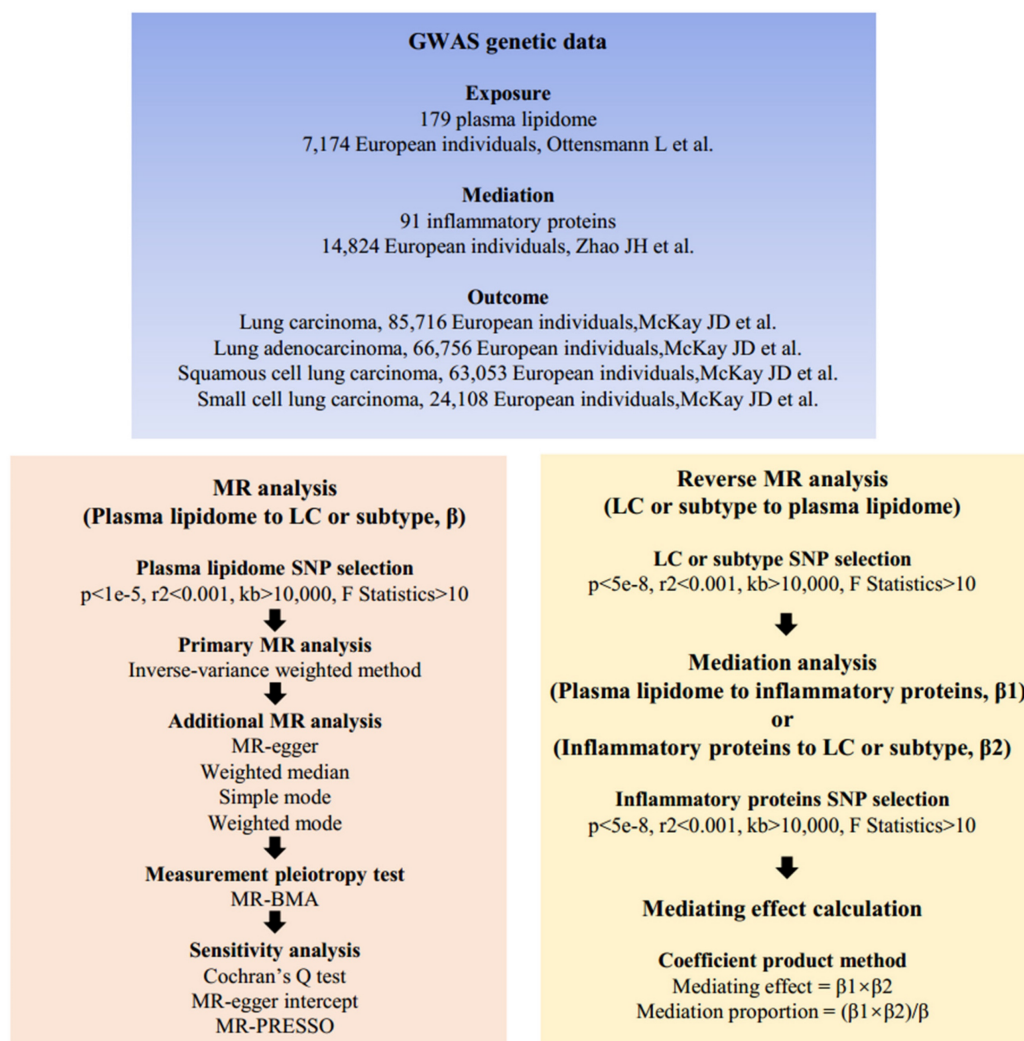 GWAS genetic data
Exposure
179 plasma lipidome
7,174 European individuals, Ottensmann L et al.
Mediation
91 inflammatory proteins
14,824 European individuals, Zhao JH et al.
Outcome
Lung carcinoma, 85,716 European individuals,McKay JD et al.
Lung adenocarcinoma, 66,756 European individuals,McKay JD et al.
Squamous cell lung carcinoma, 63,053 European individuals,McKay JD et al.
Small cell lung carcinoma, 24,108 European individuals,McKay JD et al.
MR analysis
(Plasma lipidome to LC or subtype, β)
Plasma lipidome SNP selection
p<1e-5, r2<0.001, kb>10,000, F Statistics>10
Primary MR analysis
Inverse-variance weighted method
Additional MR analysis
MR-egger
Weighted median
Simple mode
Weighted mode
Measurement pleiotropy test
MR-BMA
Sensitivity analysis
Cochran's Q test
MR-egger intercept
MR-PRESSO
Reverse MR analysis
(LC or subtype to plasma lipidome)
LC or subtype SNP selection
p<5e-8, r2<0.001, kb>10,000, F Statistics>10
Mediation analysis
(Plasma lipidome to inflammatory proteins, β1)
or
(Inflammatory proteins to LC or subtype, β2)
Inflammatory proteins SNP selection
p<5e-8, r2<0.001, kb>10,000, F Statistics>10
Mediating effect calculation
Coefficient product method
Mediating effect = β1×β2
Mediation proportion = (β1×β2)/β